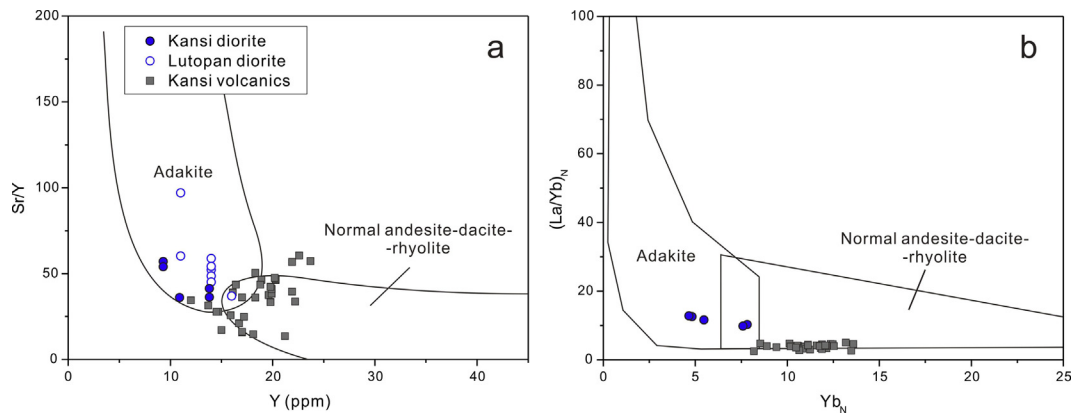 200
150
100
50
0
Sr/Y
Kansi diorite
Lutopan diorite
Kansi volcanics
a
Adakite
Normal andesite-dacite-
-rhyolite
0 10 20 30 40
Y (ppm)
100
80
60
40
20
0
(La/Yb)N
b
Adakite
Normal andesite-dacite-
-rhyolite
0 5 10 15 20 25
YbN